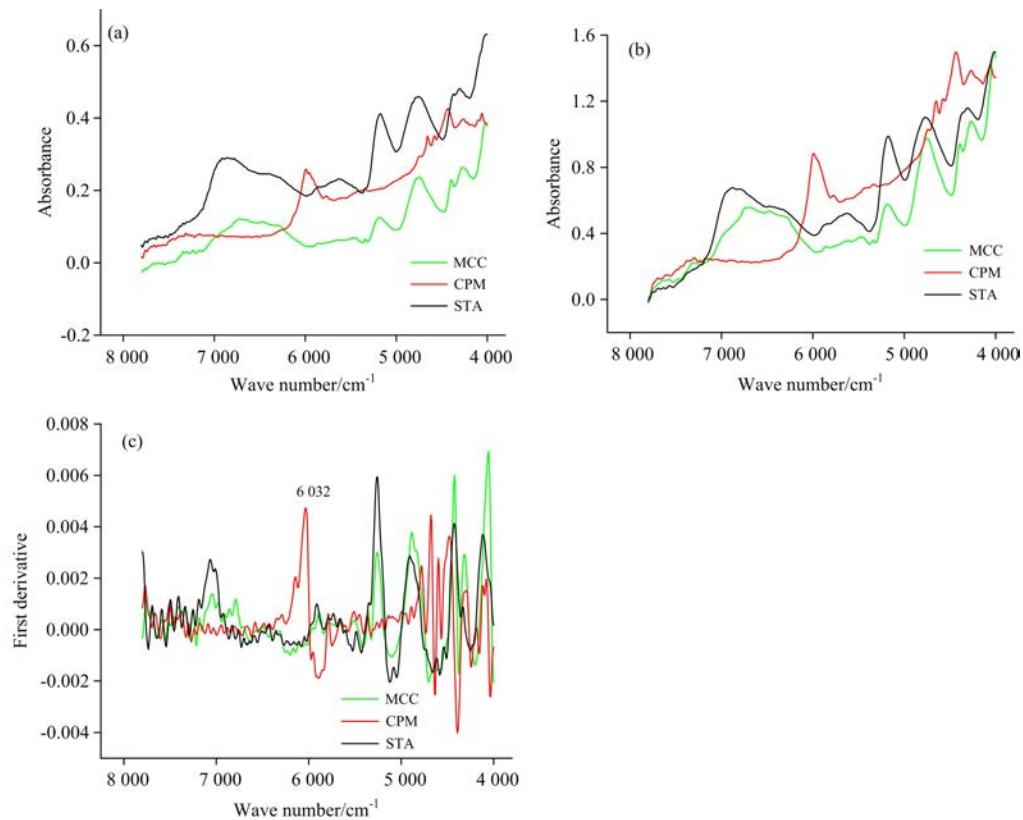 (a)
0.6
0.4
0.2
0.0
-0.2
Absorbance
MCC
CPM
STA
8 000 7 000 6 000 5 000 4 000
Wave number/cm-1
(b)
1.6
1.2
0.8
0.4
0.0
Absorbance
MCC
CPM
STA
8 000 7 000 6 000 5 000 4 000
Wave number/cm-1
(c)
0.008
0.006
0.004
0.002
0.000
-0.002
-0.004
First derivative
6 032
MCC
CPM
STA
8 000 7 000 6 000 5 000 4 000
Wave number/cm-1